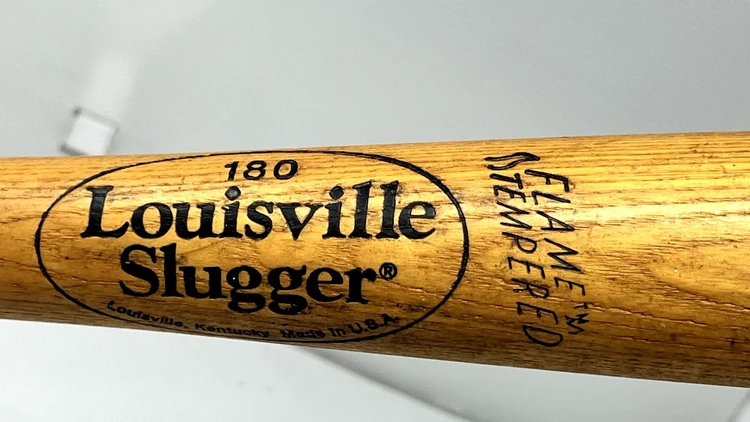 180
Louisville
Slugger®
Louisville, Kentucky Made in U.S.A.
FLAME™
TEMPERED